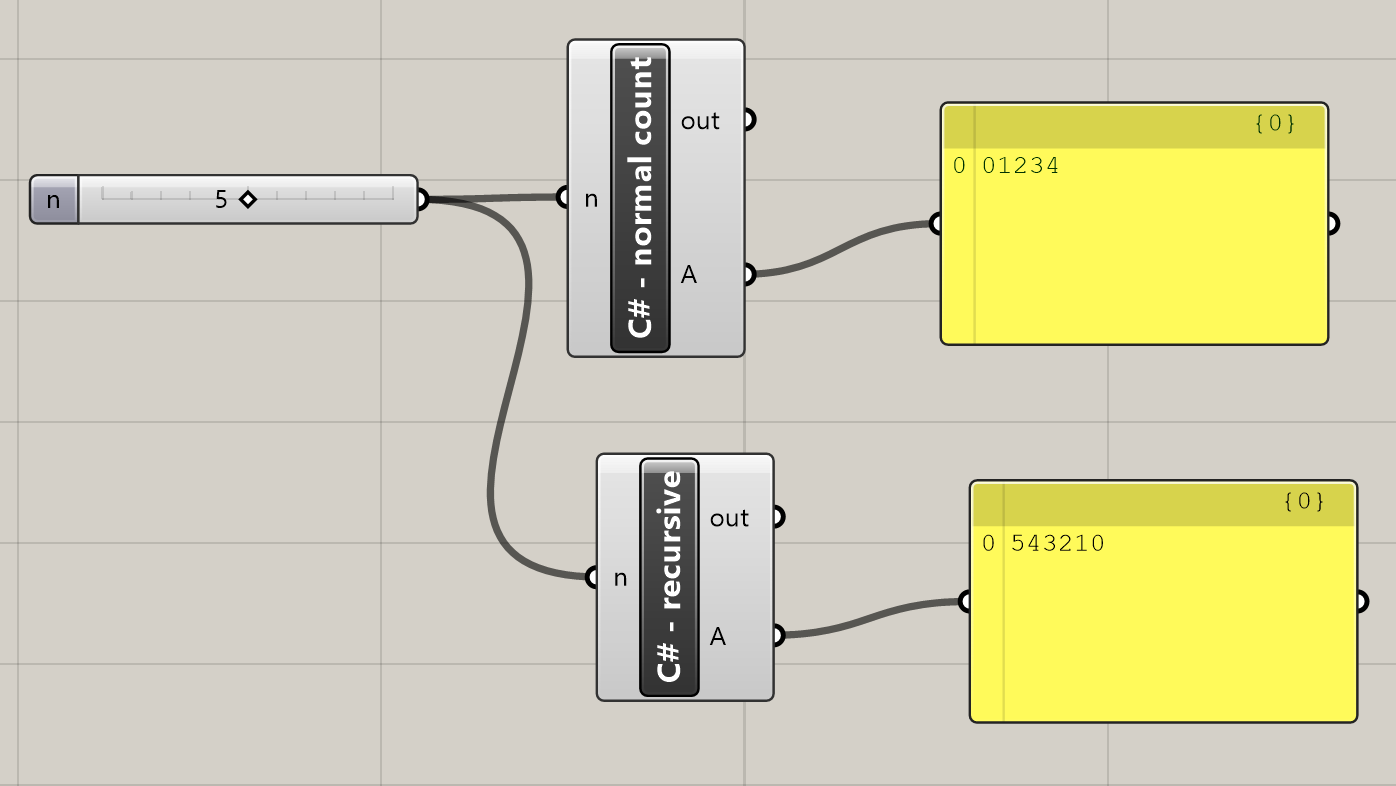 n 5
C# - normal count
n
out
A
{0}
0 01234
C# - recursive
n
out
A
{0}
0 543210